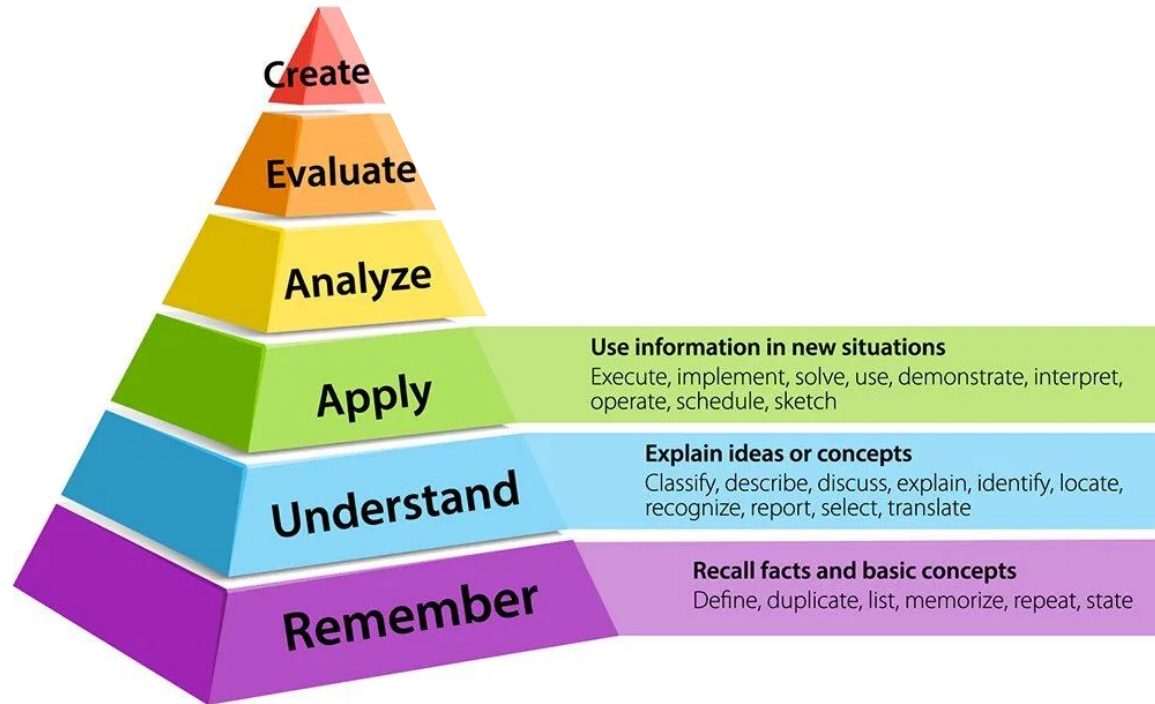 Create
Evaluate
Analyze
Apply
Use information in new situations
Execute, implement, solve, use, demonstrate, interpret,
operate, schedule, sketch
Understand
Explain ideas or concepts
Classify, describe, discuss, explain, identify, locate,
recognize, report, select, translate
Remember
Recall facts and basic concepts
Define, duplicate, list, memorize, repeat, state